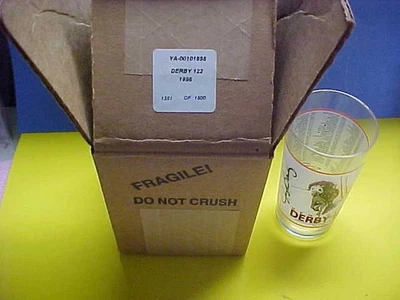 YA-00101898
DERBY 122
1996
1351 OF 1500
FRAGILE!
DO NOT CRUSH
DERBY